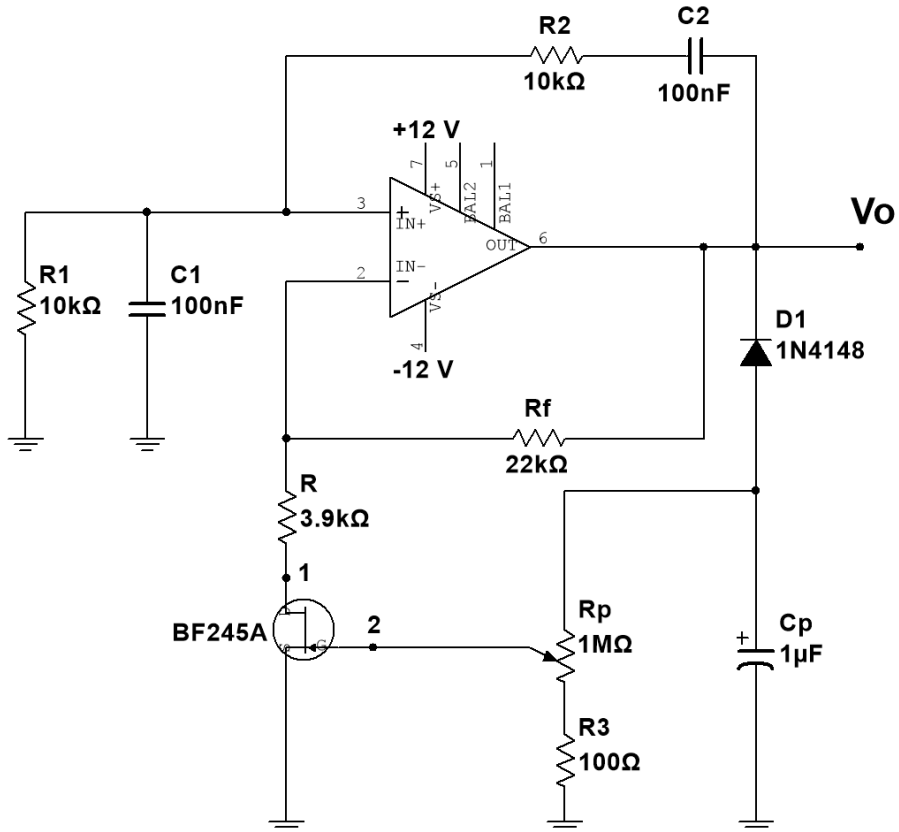 C2
R2
10kΩ
100nF
+12 V
7
5
1
VS+
BAL2
BAL1
3
+
IN+
Vo
OUT
6
R1
10kΩ
C1
100nF
2
IN-
−
VS-
4
-12 V
D1
1N4148
Rf
22kΩ
R
3.9kΩ
1
BF245A
D
G
S
2
Rp
1MΩ
+
Cp
1µF
R3
100Ω